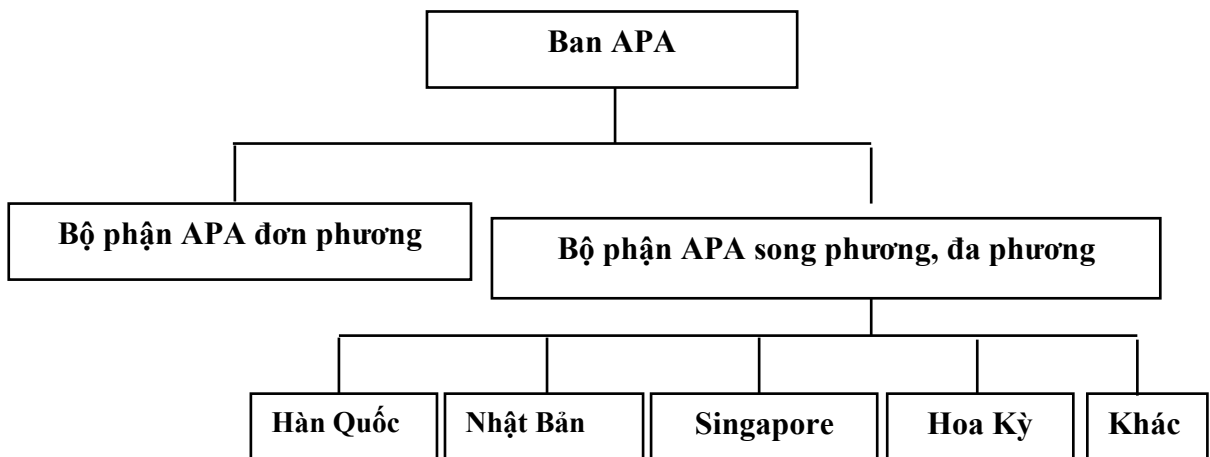 Ban APA
Bộ phận APA đơn phương
Bộ phận APA song phương, đa phương
Hàn Quốc
Nhật Bản
Singapore
Hoa Kỳ
Khác